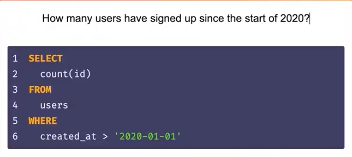 How many users have signed up since the start of 2020?
1 SELECT
2 count(id)
3 FROM
4 users
5 WHERE
6 created_at > '2020-01-01'